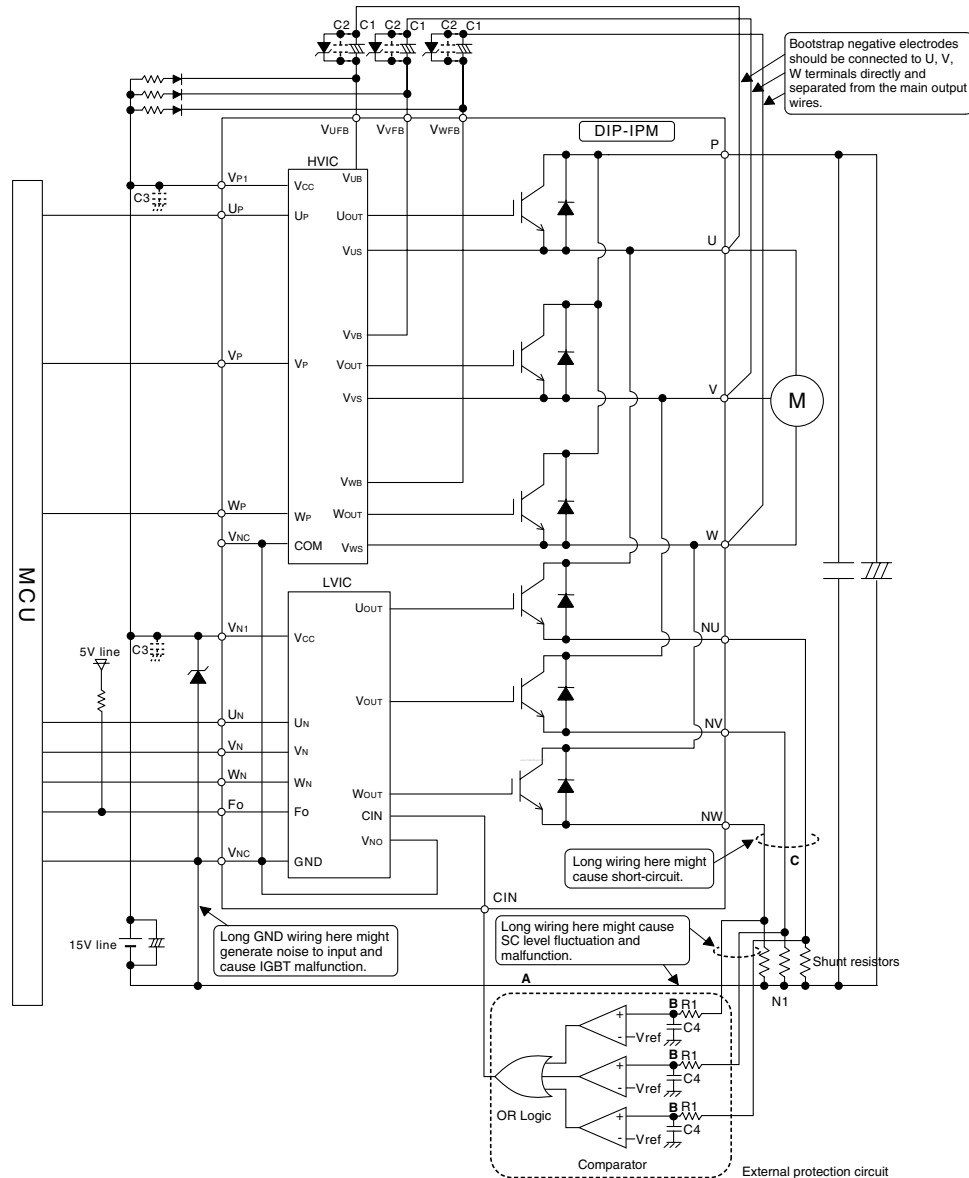 C2 C1 C2 C1 C2 C1
Bootstrap negative electrodes
should be connected to U, V,
W terminals directly and
separated from the main output
wires.
VUFB VVFB VWFB
DIP-IPM
P
HVIC
VP1
VCC
VUB
C3
UP
UP
UOUT
U
VUS
VVB
VP
VP
VOUT
V
VVS
M
VWB
WP
WP
WOUT
VNC
COM
VWS
W
MCU
LVIC
UOUT
VN1
VCC
NU
5V line
C3
VOUT
UN
UN
NV
VN
VN
WN
WN
WOUT
FO
FO
CIN
NW
VNO
VNC
GND
C
Long wiring here might
cause short-circuit.
CIN
15V line
Long GND wiring here might
generate noise to input and
cause IGBT malfunction.
Long wiring here might cause
SC level fluctuation and
malfunction.
Shunt resistors
A
N1
B R1
+
- Vref
C4
B R1
+
- Vref
C4
B R1
+
- Vref
C4
OR Logic
Comparator
External protection circuit